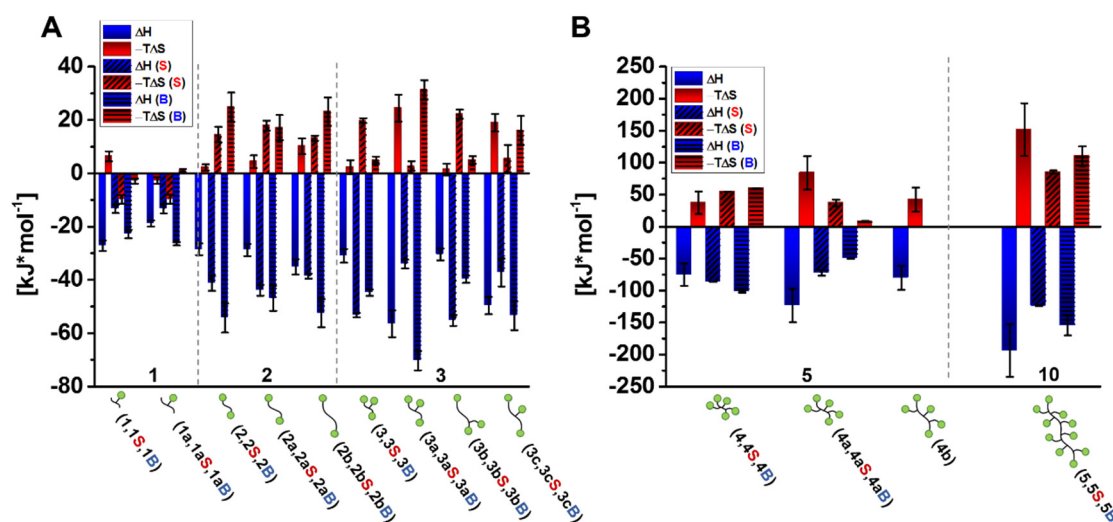 A
ΔH
–TΔS
ΔH (S)
–TΔS (S)
ΔH (B)
–TΔS (B)
[kJ*mol-1]
40
20
0
-20
-40
-60
-80
1
2
3
(1,1S,1B)
(1a,1aS,1aB)
(2,2S,2B)
(2a,2aS,2aB)
(2b,2bS,2bB)
(3,3S,3B)
(3a,3aS,3aB)
(3b,3bS,3bB)
(3c,3cS,3cB)
B
ΔH
–TΔS
ΔH (S)
–TΔS (S)
ΔH (B)
–TΔS (B)
[kJ*mol-1]
250
200
150
100
50
0
-50
-100
-150
-200
-250
5
10
(4,4S,4B)
(4a,4aS,4aB)
(4b)
(5,5S,5B